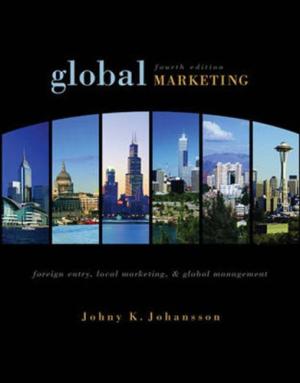 fourth edition
global MARKETING
foreign entry, local marketing, & global management
Johny K. Johansson